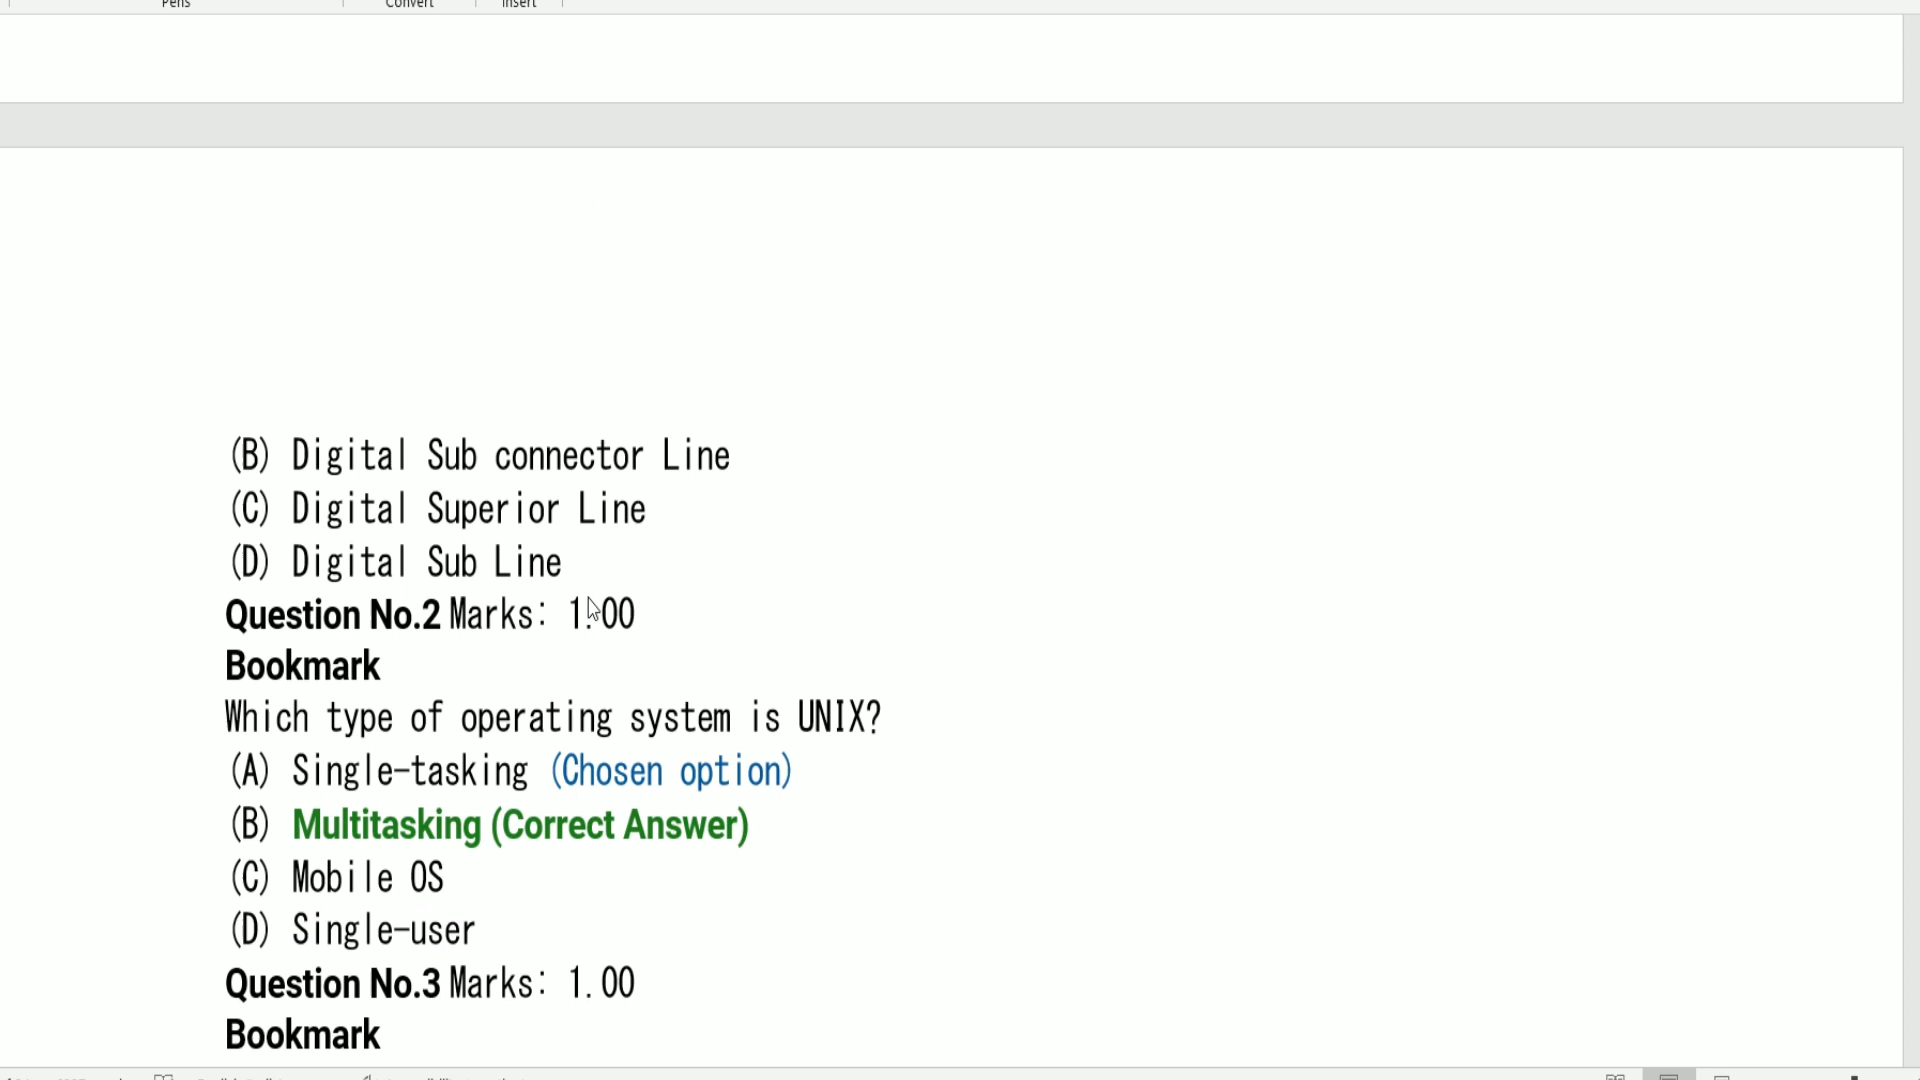 Pens Convert Insert
(B) Digital Sub connector Line
(C) Digital Superior Line
(D) Digital Sub Line
Question No.2 Marks: 1.00
Bookmark
Which type of operating system is UNIX?
(A) Single-tasking (Chosen option)
(B) Multitasking (Correct Answer)
(C) Mobile OS
(D) Single-user
Question No.3 Marks: 1.00
Bookmark